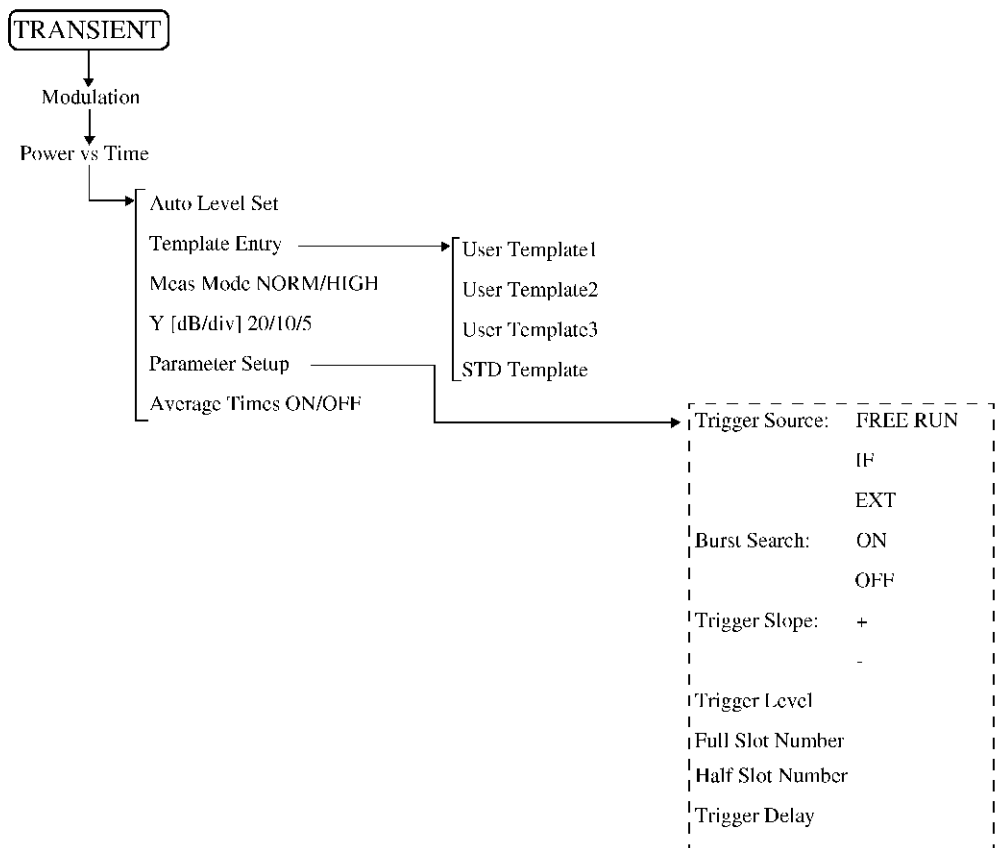 TRANSIENT
Modulation
Power vs Time
Auto Level Set
Template Entry
Meas Mode NORM/HIGH
Y [dB/div] 20/10/5
Parameter Setup
Average Times ON/OFF
User Template1
User Template2
User Template3
STD Template
Trigger Source: FREE RUN
IF
EXT
Burst Search: ON
OFF
Trigger Slope: +
-
Trigger Level
Full Slot Number
Half Slot Number
Trigger Delay